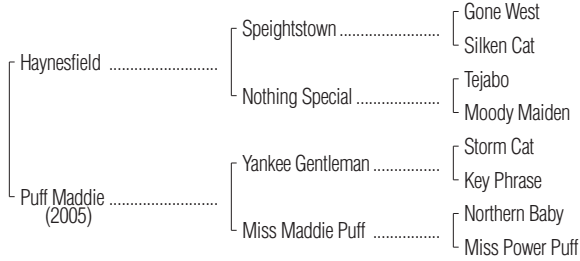 Gone West
Speightstown ....................
Silken Cat
Haynesfield ......................
Tejabo
Nothing Special .................
Moody Maiden
Storm Cat
Yankee Gentleman ..............
Key Phrase
Puff Maddie ......................
(2005)
Northern Baby
Miss Maddie Puff ...............
Miss Power Puff